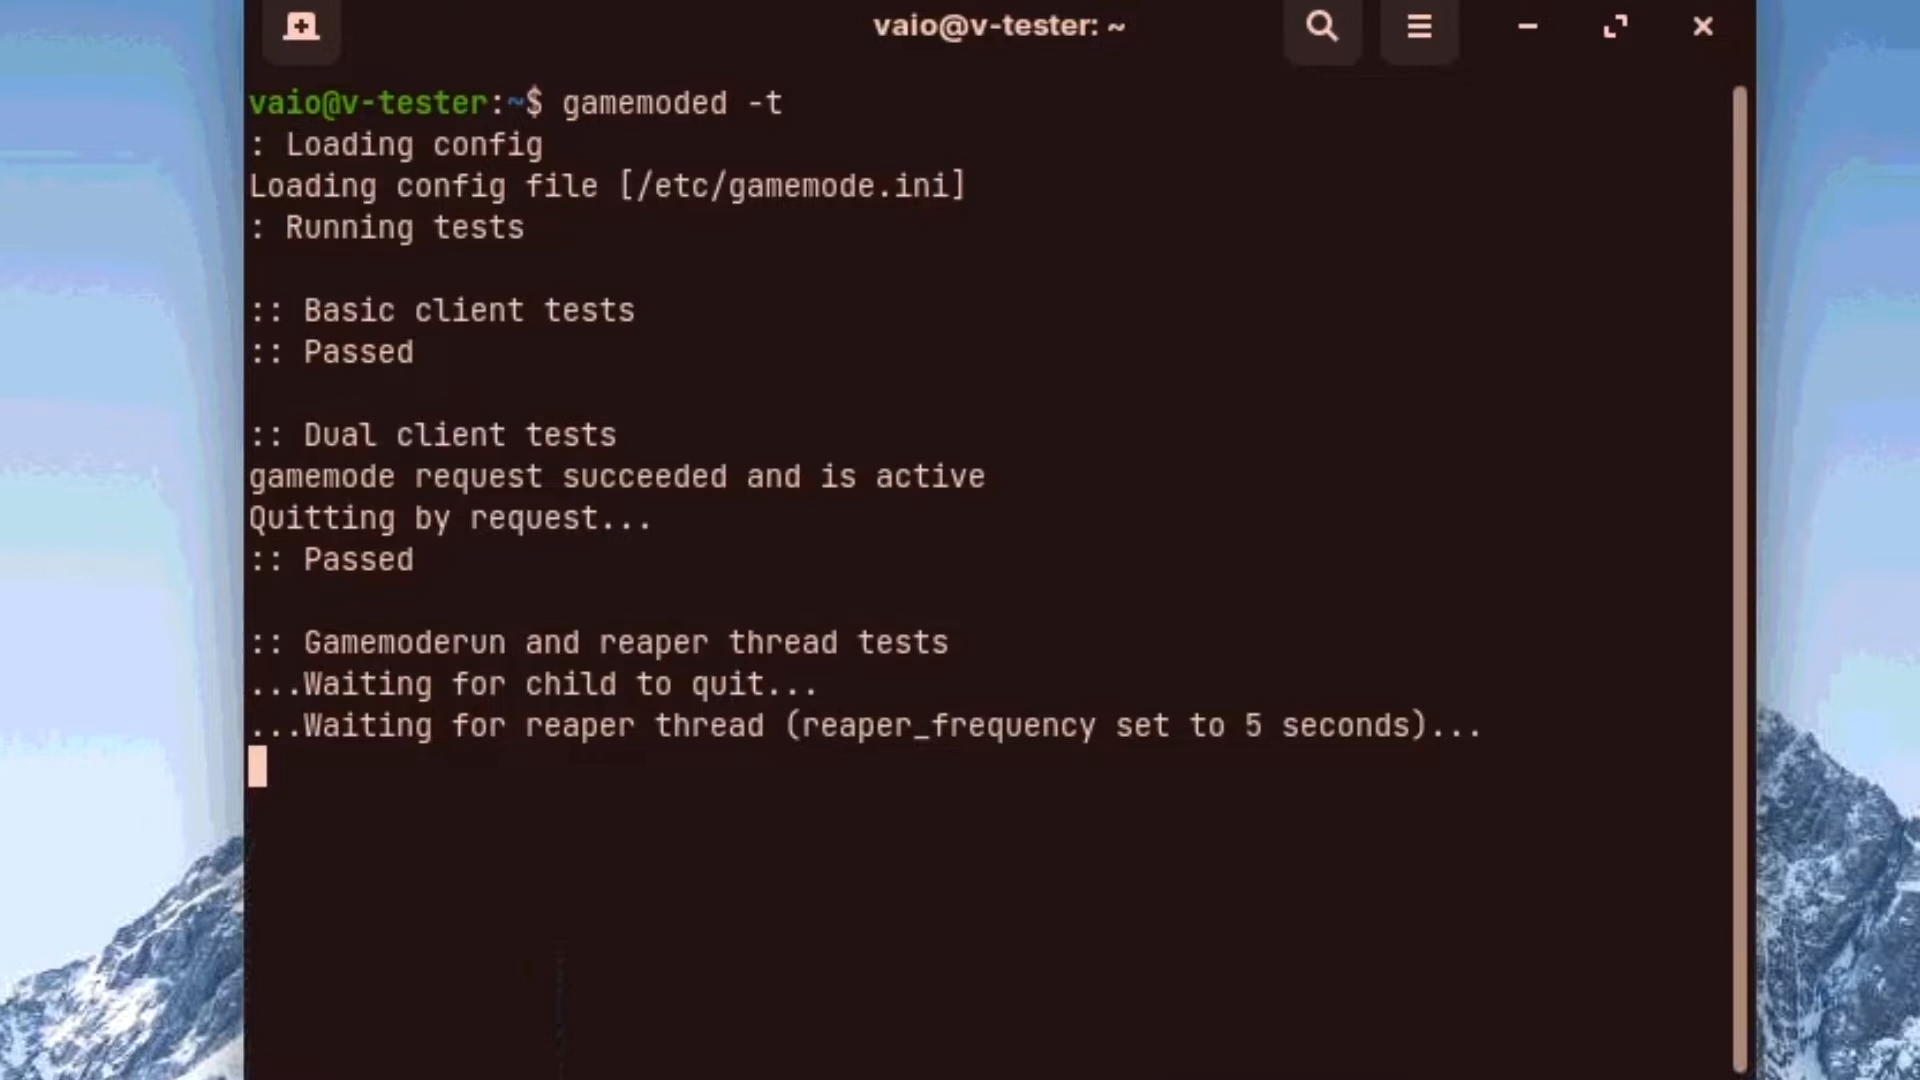 vaio@v-tester: ~
vaio@v-tester:~$ gamemoded -t
: Loading config
Loading config file [/etc/gamemode.ini]
: Running tests
:: Basic client tests
:: Passed
:: Dual client tests
gamemode request succeeded and is active
Quitting by request...
:: Passed
:: Gamemoderun and reaper thread tests
...Waiting for child to quit...
...Waiting for reaper thread (reaper_frequency set to 5 seconds)...